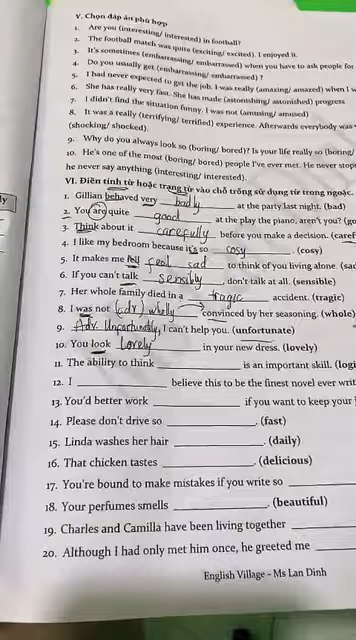 V. Chọn đáp án phù hợp
1. Are you (interesting/ interested) in football?
2. The football match was quite (exciting/ excited). I enjoyed it.
3. It's sometimes (embarrassing/ embarrassed) when you have to ask people for
4. Do you usually get (embarrassing/ embarrassed) ?
5. I had never expected to get the job. I was really (amazing/ amazed) when I w
6. She has really very fast. She has made (astonishing/ astonished) progress
7. I didn't find the situation funny. I was not (amusing/ amused)
8. It was a really (terrifying/ terrified) experience. Afterwards everybody was
(shocking/ shocked).
9. Why do you always look so (boring/ bored)? Is your life really so (boring/
10. He's one of the most (boring/ bored) people I've ever met. He never stop
he never say anything (interesting/ interested).
VI. Điền tính từ hoặc trạng từ vào chỗ trống sử dụng từ trong ngoặc.
1. Gillian behaved very badly at the party last night. (bad)
2. You are quite good at the play the piano, aren't you? (go
3. Think about it carefully before you make a decision. (caref
4. I like my bedroom because it's so cosy. (cosy)
5. It makes me feel sad to think of you living alone. (sad
6. If you can't talk sensibly, don't talk at all. (sensible)
7. Her whole family died in a tragic accident. (tragic)
8. I was not (adv) wholly convinced by her seasoning. (whole)
9. Adv. Unfortunatly, I can't help you. (unfortunate)
10. You look lovely in your new dress. (lovely)
11. The ability to think ___ is an important skill. (logi
12. I ___ believe this to be the finest novel ever writ
13. You'd better work ___ if you want to keep your
14. Please don't drive so ___. (fast)
15. Linda washes her hair ___. (daily)
16. That chicken tastes ___. (delicious)
17. You're bound to make mistakes if you write so ___
18. Your perfumes smells ___. (beautiful)
19. Charles and Camilla have been living together ___
20. Although I had only met him once, he greeted me ___
English Village - Ms Lan Dinh